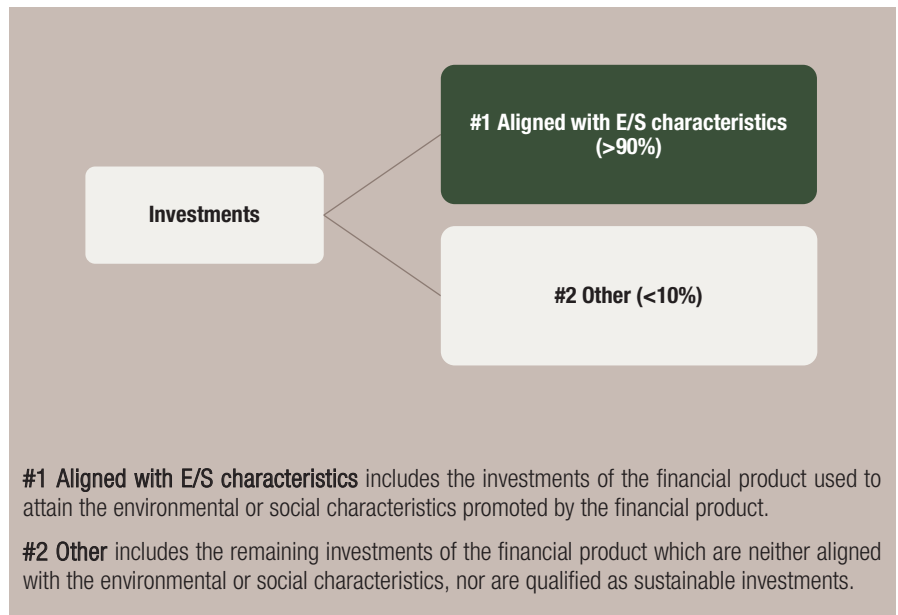 #1 Aligned with E/S characteristics
(>90%)
Investments
#2 Other (<10%)
#1 Aligned with E/S characteristics includes the investments of the financial product used to
attain the environmental or social characteristics promoted by the financial product.
#2 Other includes the remaining investments of the financial product which are neither aligned
with the environmental or social characteristics, nor are qualified as sustainable investments.